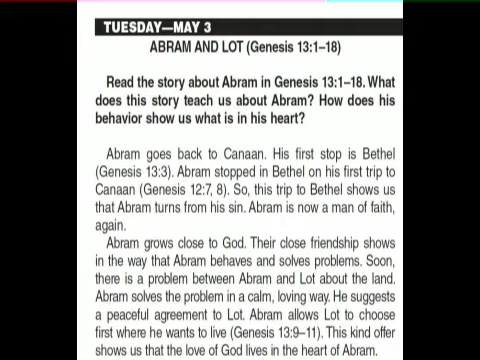 TUESDAY—MAY 3
ABRAM AND LOT (Genesis 13:1–18)
Read the story about Abram in Genesis 13:1–18. What
does this story teach us about Abram? How does his
behavior show us what is in his heart?
Abram goes back to Canaan. His first stop is Bethel
(Genesis 13:3). Abram stopped in Bethel on his first trip to
Canaan (Genesis 12:7, 8). So, this trip to Bethel shows us
that Abram turns from his sin. Abram is now a man of faith,
again.
Abram grows close to God. Their close friendship shows
in the way that Abram behaves and solves problems. Soon,
there is a problem between Abram and Lot about the land.
Abram solves the problem in a calm, loving way. He suggests
a peaceful agreement to Lot. Abram allows Lot to choose
first where he wants to live (Genesis 13:9–11). This kind offer
shows us that the love of God lives in the heart of Abram.